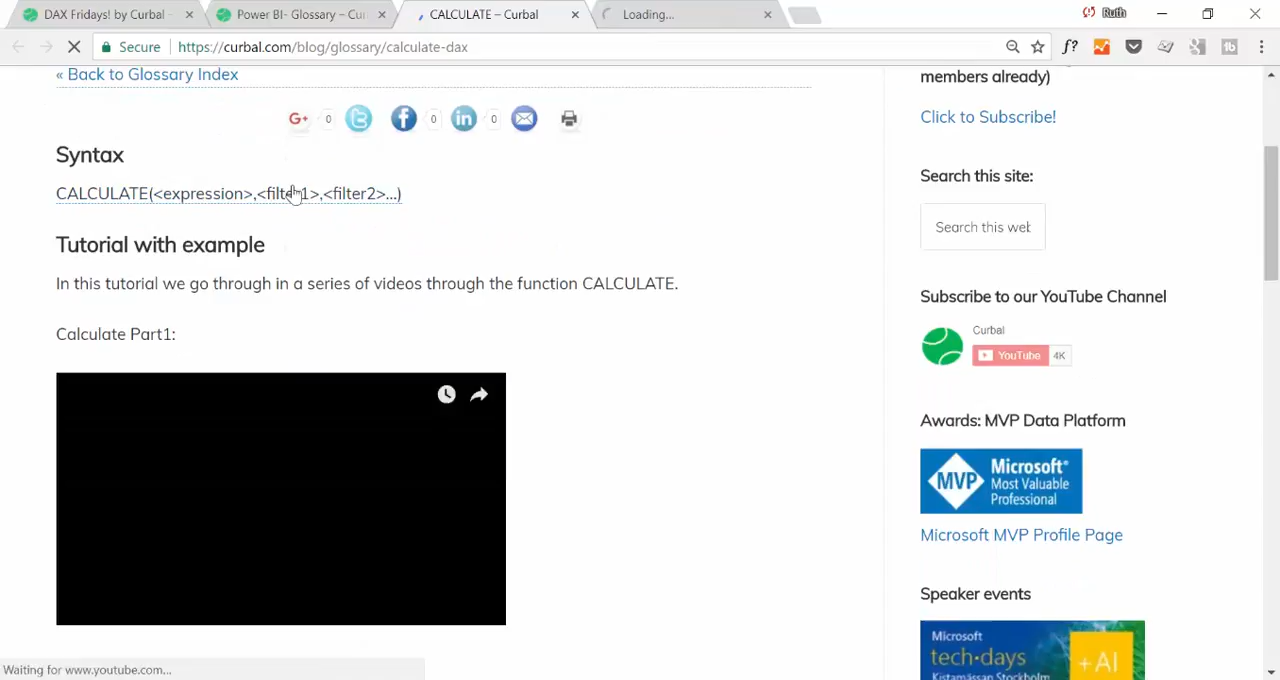 DAX Fridays! by Curbal
Power BI- Glossary – Cu
CALCULATE – Curbal
Loading...
Ruth
Secure
https://curbal.com/blog/glossary/calculate-dax
f?
« Back to Glossary Index
G+ 0 0 in 0
Syntax
CALCULATE(<expression>,<filter1>,<filter2>...)
Tutorial with example
In this tutorial we go through in a series of videos through the function CALCULATE.
Calculate Part1:
members already)
Click to Subscribe!
Search this site:
Search this wel
Subscribe to our YouTube Channel
Curbal
YouTube 4K
Awards: MVP Data Platform
MVP
Microsoft®
Most Valuable
Professional
Microsoft MVP Profile Page
Speaker events
Microsoft
tech·days
Kistamässan Stockholm
+AI
Waiting for www.youtube.com...